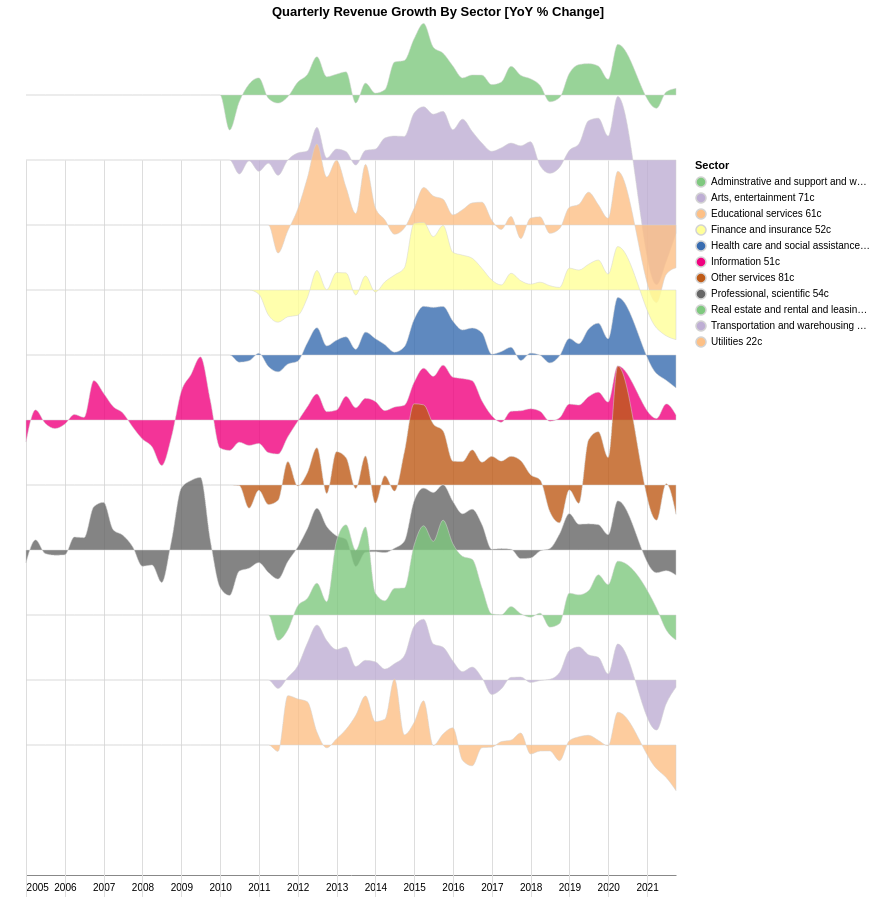 Quarterly Revenue Growth By Sector [YoY % Change]
Sector
Adminstrative and support and w…
Arts, entertainment 71c
Educational services 61c
Finance and insurance 52c
Health care and social assistance…
Information 51c
Other services 81c
Professional, scientific 54c
Real estate and rental and leasin…
Transportation and warehousing …
Utilities 22c
2005 2006 2007 2008 2009 2010 2011 2012 2013 2014 2015 2016 2017 2018 2019 2020 2021